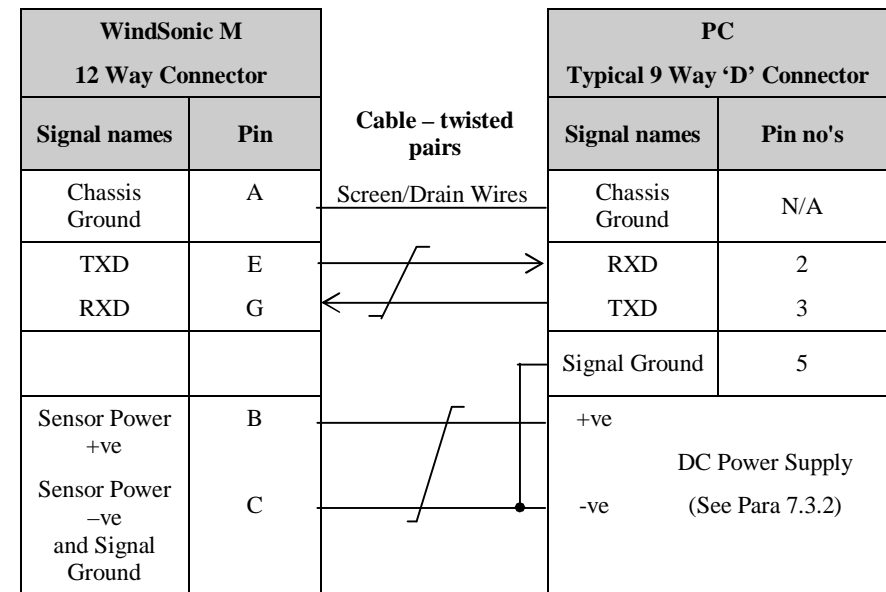 WindSonic M
12 Way Connector
PC
Typical 9 Way ‘D’ Connector
Signal names
Pin
Cable – twisted
pairs
Signal names
Pin no's
Chassis
Ground
A
Screen/Drain Wires
Chassis
Ground
N/A
TXD
E
RXD
2
RXD
G
TXD
3
Signal Ground
5
Sensor Power
+ve
B
+ve
DC Power Supply
Sensor Power
–ve
and Signal
Ground
C
-ve
(See Para 7.3.2)